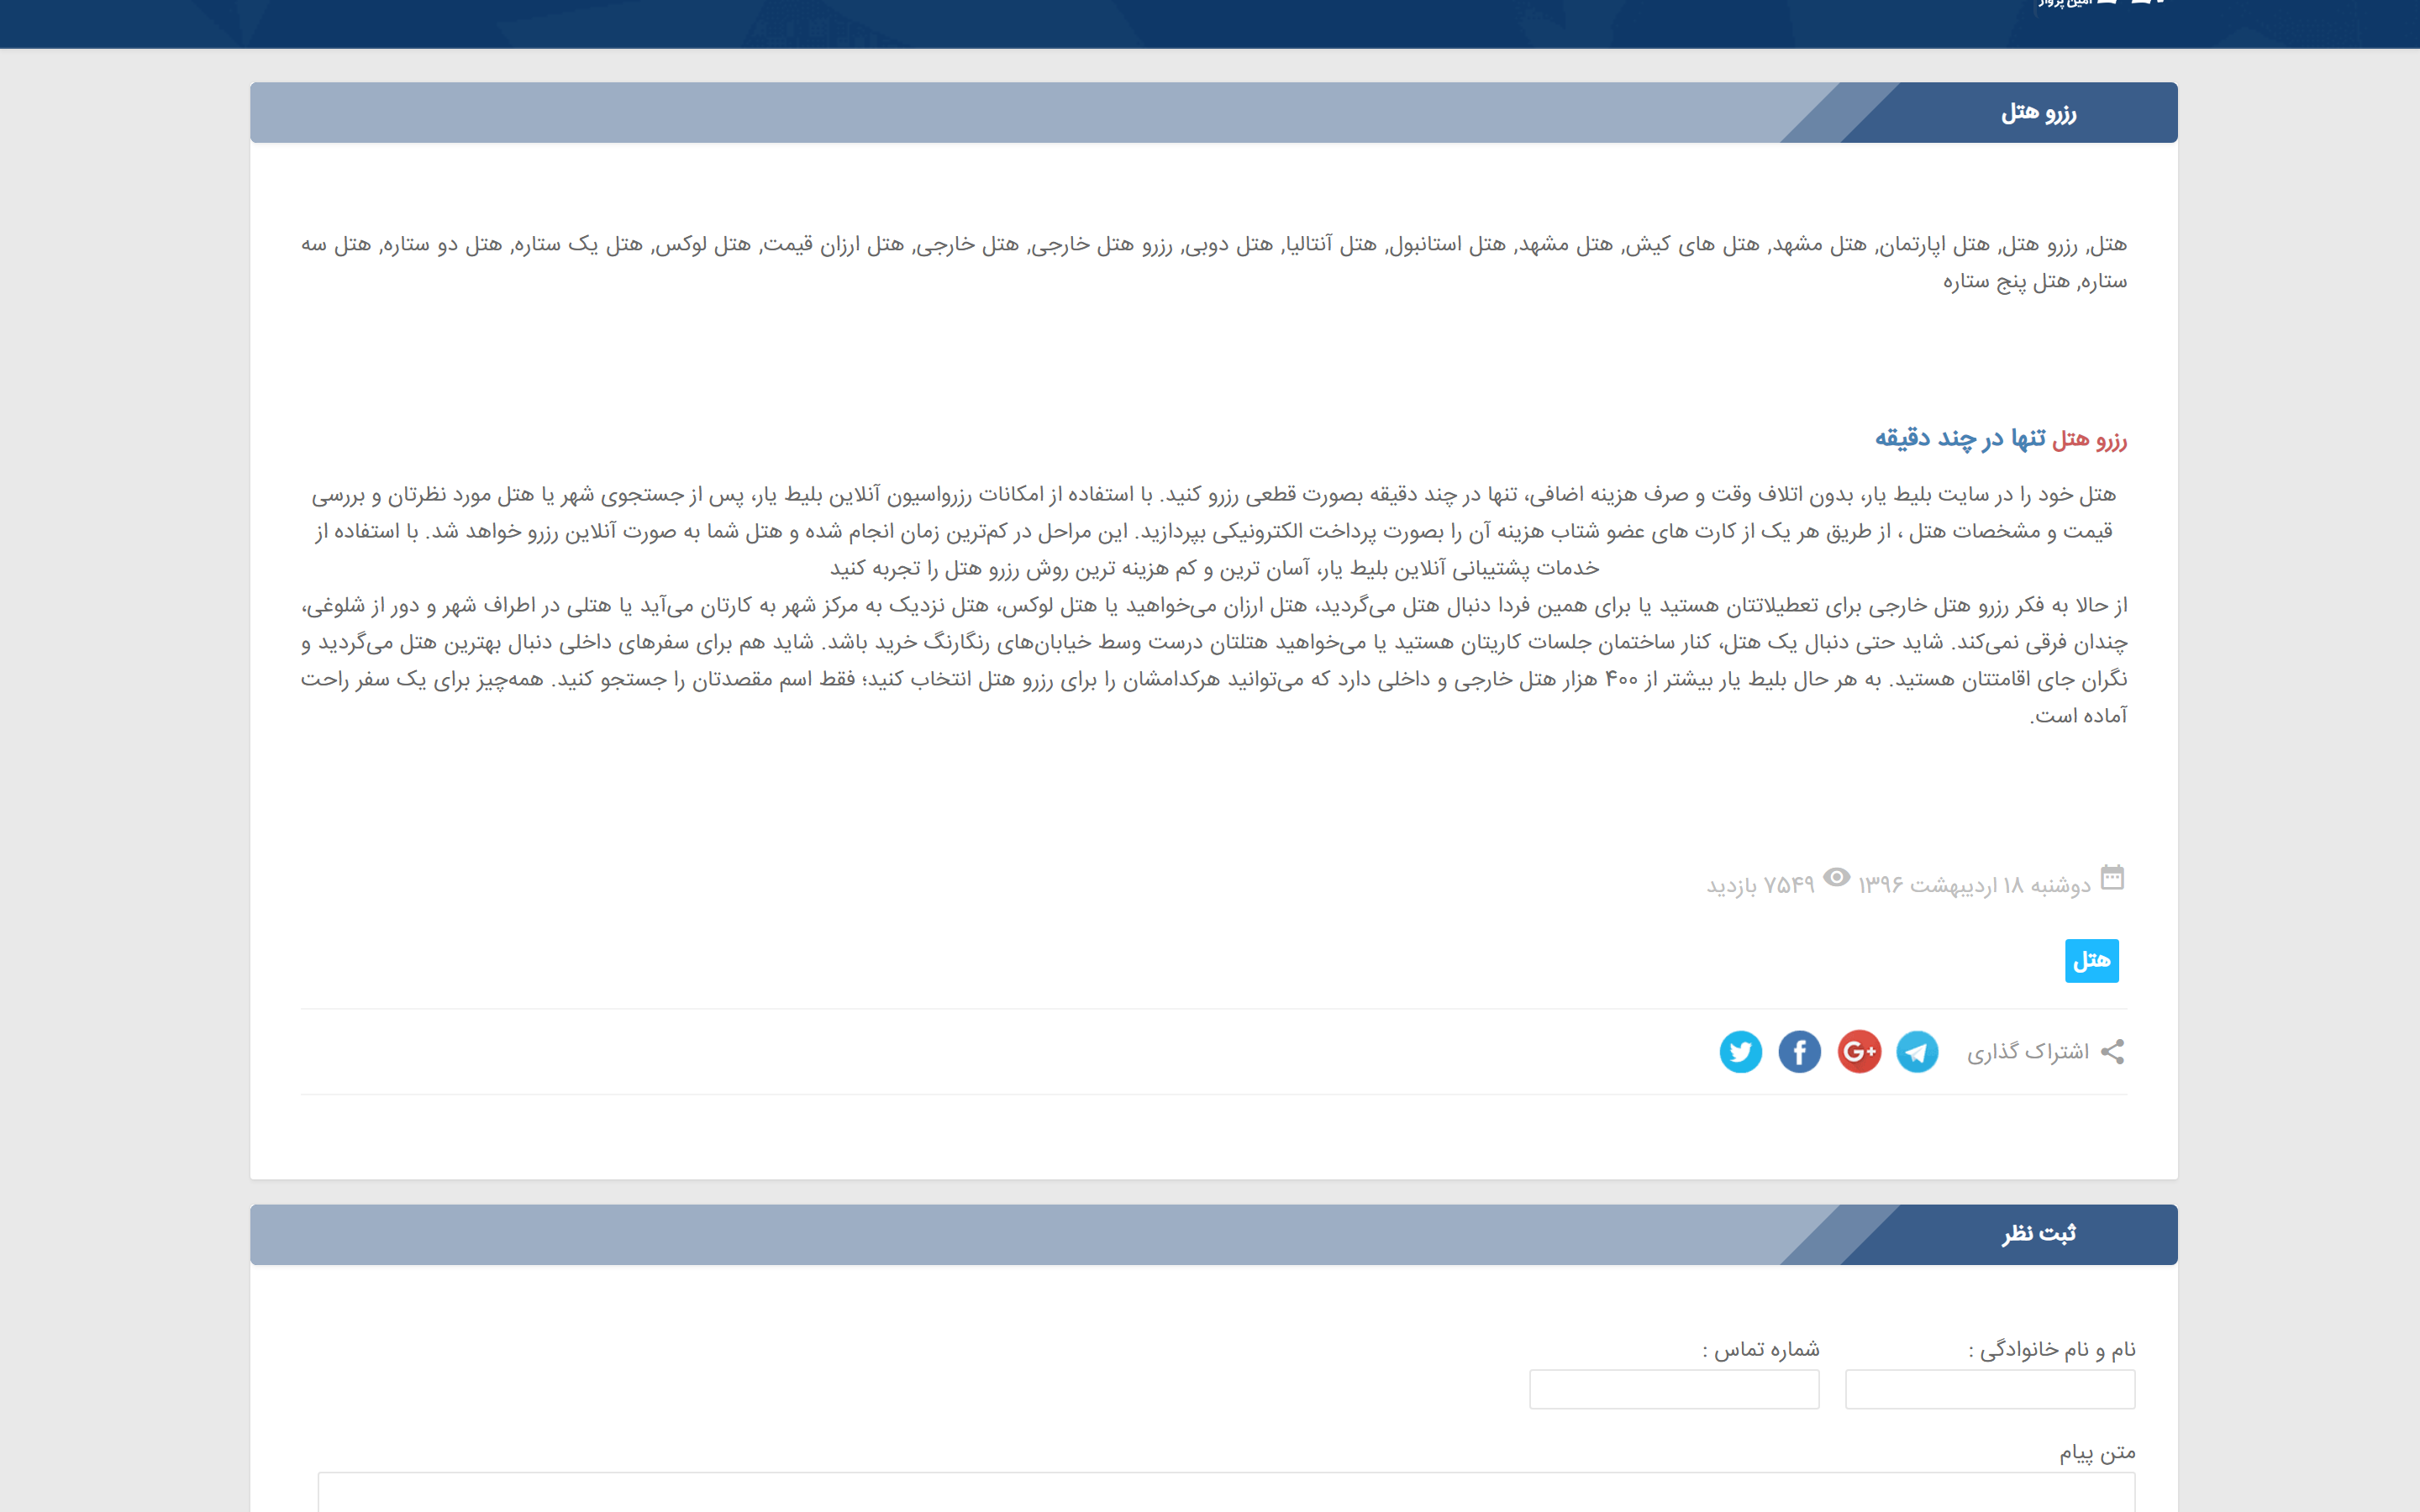 امین پرواز
رزرو هتل
هتل, رزرو هتل, هتل اپارتمان, هتل مشهد, هتل های کیش, هتل مشهد, هتل استانبول, هتل آنتالیا, هتل دوبی, رزرو هتل خارجی, هتل خارجی, هتل ارزان قیمت, هتل لوکس, هتل یک ستاره, هتل دو ستاره, هتل سه
ستاره, هتل پنج ستاره
رزرو هتل تنها در چند دقیقه
هتل خود را در سایت بلیط یار، بدون اتلاف وقت و صرف هزینه اضافی، تنها در چند دقیقه بصورت قطعی رزرو کنید. با استفاده از امکانات رزرواسیون آنلاین بلیط یار، پس از جستجوی شهر یا هتل مورد نظرتان و بررسی
قیمت و مشخصات هتل ، از طریق هر یک از کارت های عضو شتاب هزینه آن را بصورت پرداخت الکترونیکی بپردازید. این مراحل در کم‌ترین زمان انجام شده و هتل شما به صورت آنلاین رزرو خواهد شد. با استفاده از
خدمات پشتیبانی آنلاین بلیط یار، آسان ترین و کم هزینه ترین روش رزرو هتل را تجربه کنید
از حالا به فکر رزرو هتل خارجی برای تعطیلاتتان هستید یا برای همین فردا دنبال هتل می‌گردید، هتل ارزان می‌خواهید یا هتل لوکس، هتل نزدیک به مرکز شهر به کارتان می‌آید یا هتلی در اطراف شهر و دور از شلوغی،
چندان فرقی نمی‌کند. شاید حتی دنبال یک هتل، کنار ساختمان جلسات کاریتان هستید یا می‌خواهید هتلتان درست وسط خیابان‌های رنگارنگ خرید باشد. شاید هم برای سفرهای داخلی دنبال بهترین هتل می‌گردید و
نگران جای اقامتتان هستید. به هر حال بلیط یار بیشتر از ۴۰۰ هزار هتل خارجی و داخلی دارد که می‌توانید هرکدامشان را برای رزرو هتل انتخاب کنید؛ فقط اسم مقصدتان را جستجو کنید. همه‌چیز برای یک سفر راحت
آماده است.
دوشنبه ۱۸ اردیبهشت ۱۳۹۶ ۷۵۴۹ بازدید
هتل
اشتراک گذاری
ثبت نظر
نام و نام خانوادگی :
شماره تماس :
متن پیام